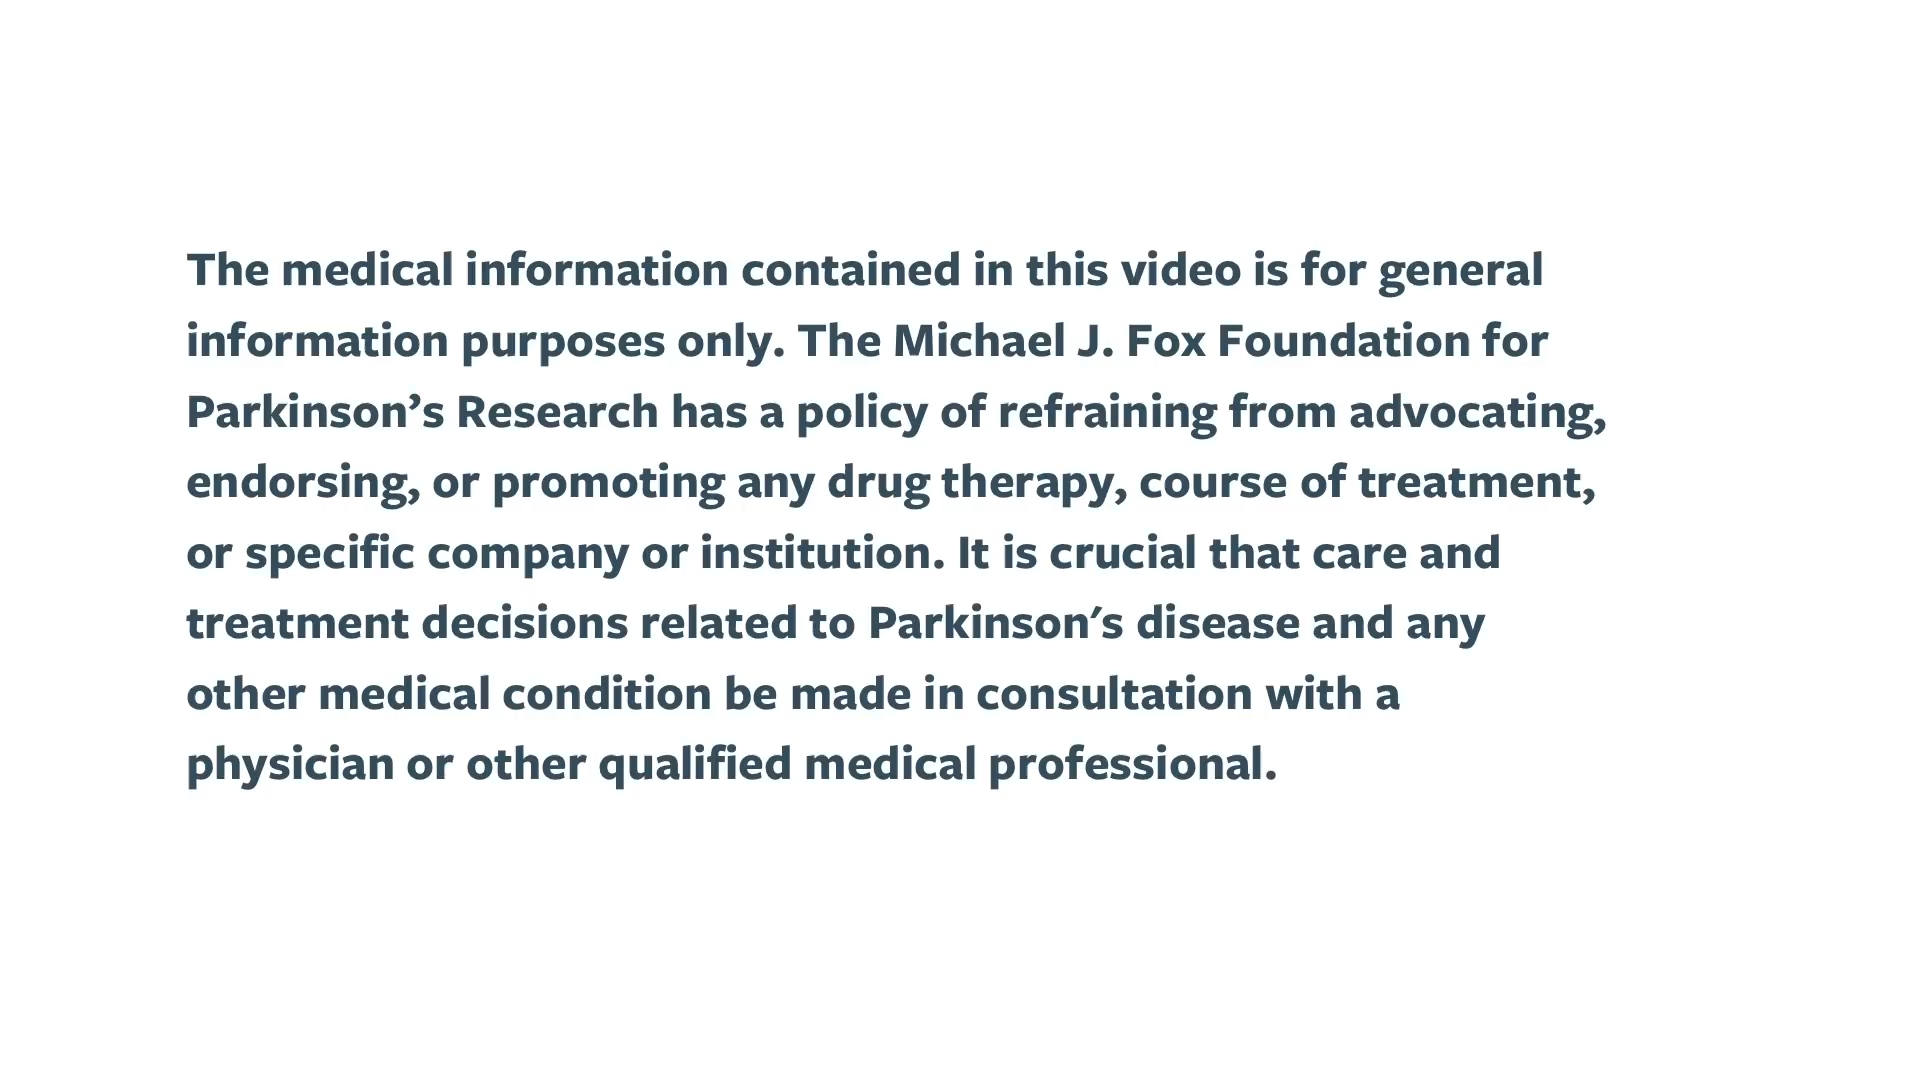 The medical information contained in this video is for general
information purposes only. The Michael J. Fox Foundation for
Parkinson’s Research has a policy of refraining from advocating,
endorsing, or promoting any drug therapy, course of treatment,
or specific company or institution. It is crucial that care and
treatment decisions related to Parkinson's disease and any
other medical condition be made in consultation with a
physician or other qualified medical professional.